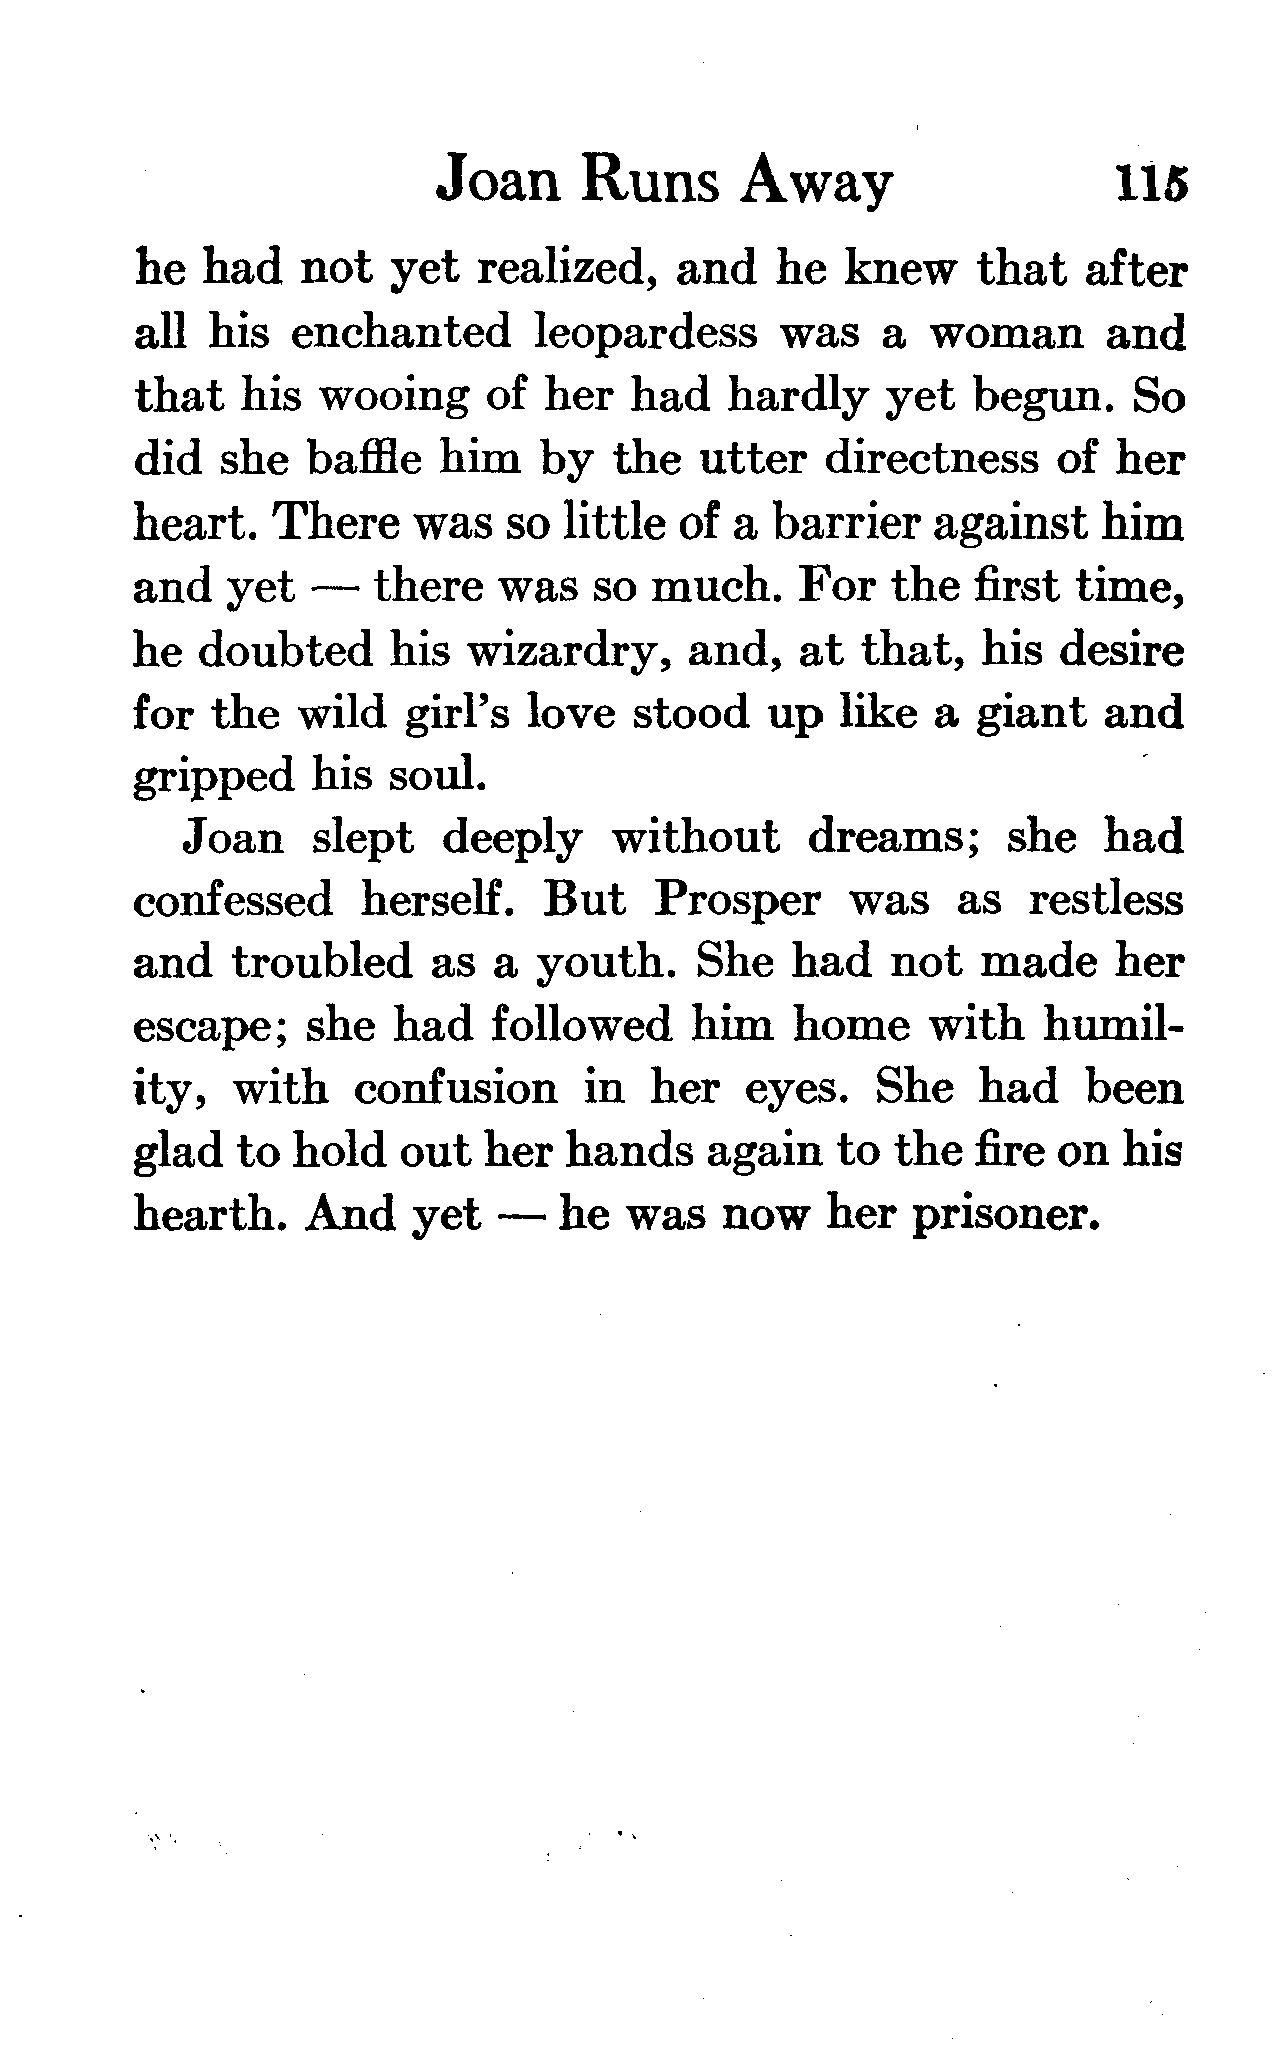 Joan Runs Away 115
he had not yet realized, and he knew that after
all his enchanted leopardess was a woman and
that his wooing of her had hardly yet begun. So
did she baffle him by the utter directness of her
heart. There was so little of a barrier against him
and yet — there was so much. For the first time,
he doubted his wizardry, and, at that, his desire
for the wild girl's love stood up like a giant and
gripped his soul.
Joan slept deeply without dreams; she had
confessed herself. But Prosper was as restless
and troubled as a youth. She had not made her
escape; she had followed him home with humil-
ity, with confusion in her eyes. She had been
glad to hold out her hands again to the fire on his
hearth. And yet — he was now her prisoner.